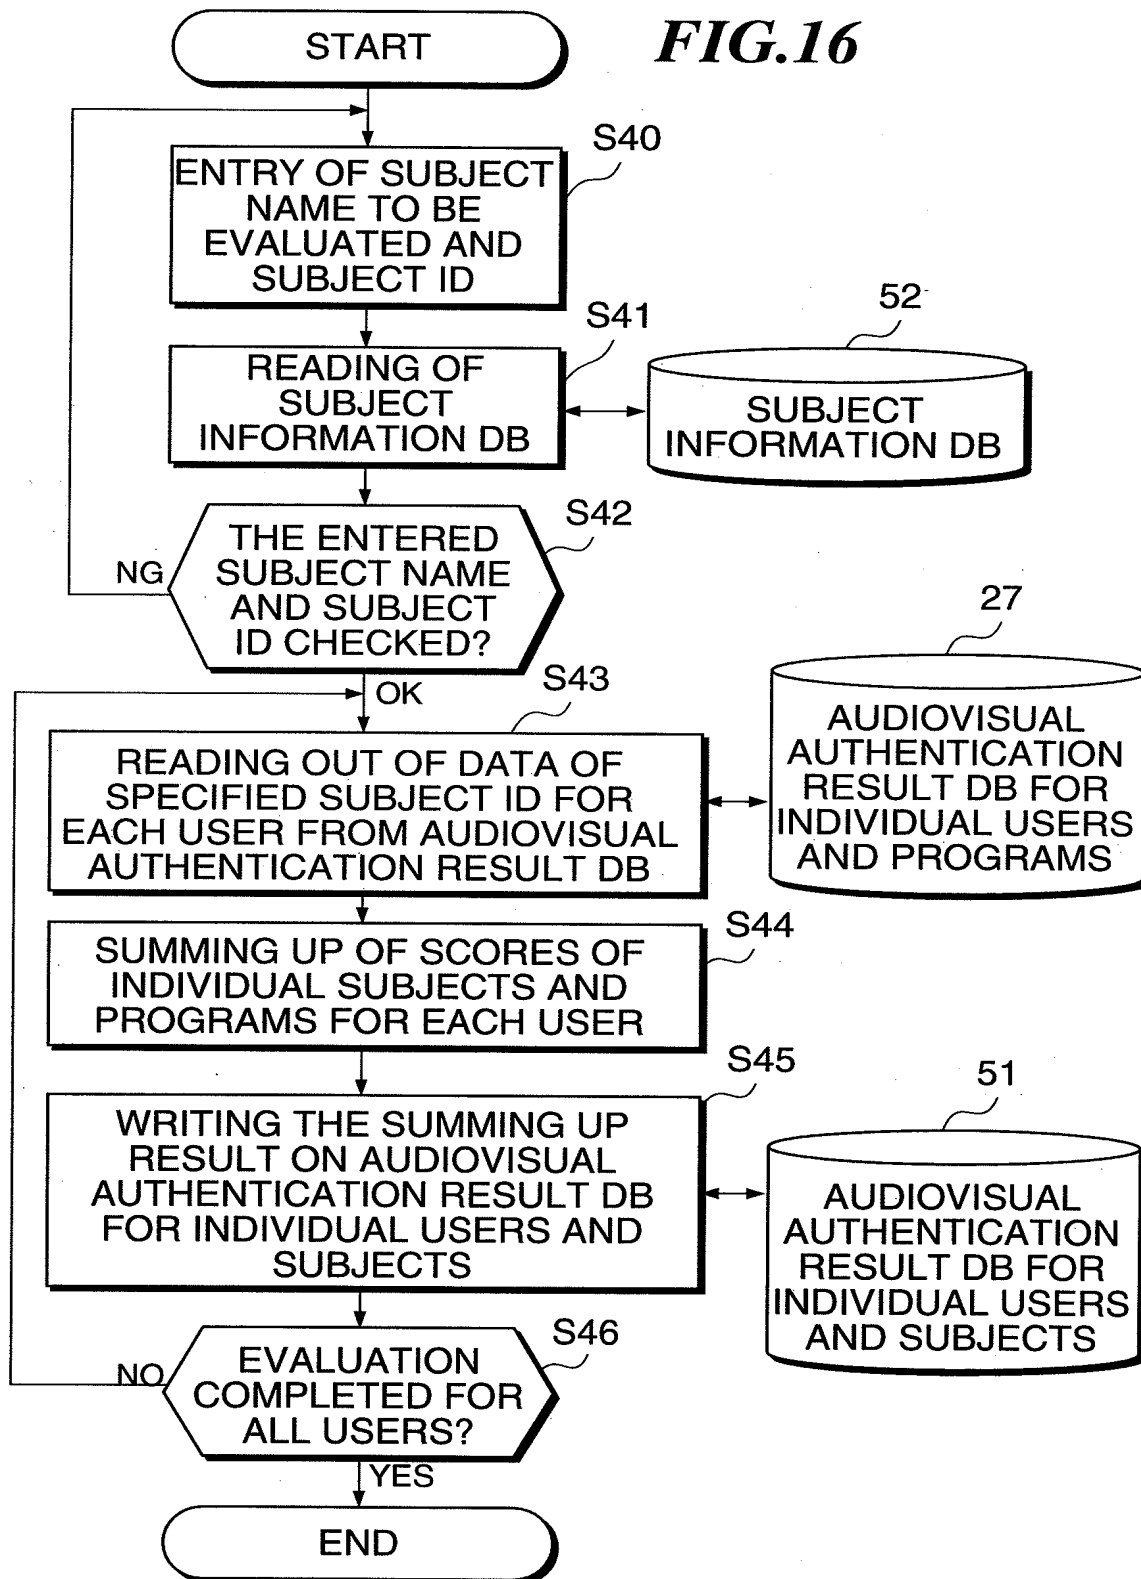 START
FIG.16
S40
ENTRY OF SUBJECT
NAME TO BE
EVALUATED AND
SUBJECT ID
S41
READING OF
SUBJECT
INFORMATION DB
52
SUBJECT
INFORMATION DB
S42
THE ENTERED
SUBJECT NAME
AND SUBJECT
ID CHECKED?
NG
OK
S43
READING OUT OF DATA OF
SPECIFIED SUBJECT ID FOR
EACH USER FROM AUDIOVISUAL
AUTHENTICATION RESULT DB
27
AUDIOVISUAL
AUTHENTICATION
RESULT DB FOR
INDIVIDUAL USERS
AND PROGRAMS
S44
SUMMING UP OF SCORES OF
INDIVIDUAL SUBJECTS AND
PROGRAMS FOR EACH USER
S45
WRITING THE SUMMING UP
RESULT ON AUDIOVISUAL
AUTHENTICATION RESULT DB
FOR INDIVIDUAL USERS AND
SUBJECTS
51
AUDIOVISUAL
AUTHENTICATION
RESULT DB FOR
INDIVIDUAL USERS
AND SUBJECTS
S46
EVALUATION
COMPLETED FOR
ALL USERS?
NO
YES
END